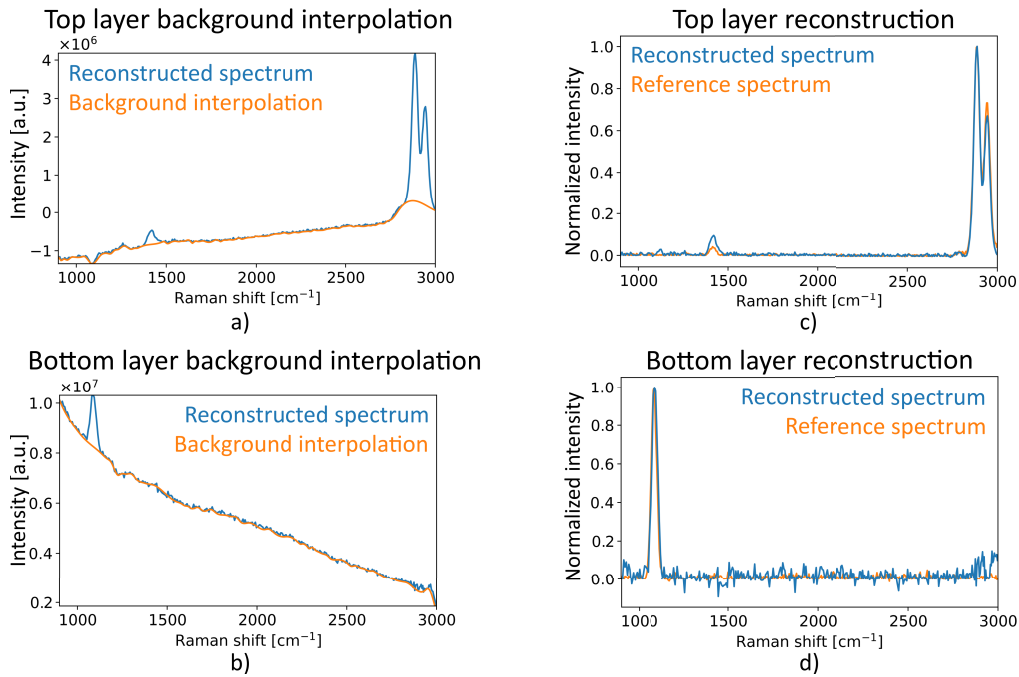 Top layer background interpolation
×10⁶
Reconstructed spectrum
Background interpolation
Intensity [a.u.]
4
3
2
1
0
−1
1000 1500 2000 2500 3000
Raman shift [cm⁻¹]
a)
Top layer reconstruction
Reconstructed spectrum
Reference spectrum
Normalized intensity
1.0
0.8
0.6
0.4
0.2
0.0
1000 1500 2000 2500 3000
Raman shift [cm⁻¹]
c)
Bottom layer background interpolation
×10⁷
Reconstructed spectrum
Background interpolation
Intensity [a.u.]
1.0
0.8
0.6
0.4
0.2
1000 1500 2000 2500 3000
Raman shift [cm⁻¹]
b)
Bottom layer reconstruction
Reconstructed spectrum
Reference spectrum
Normalized intensity
1.0
0.8
0.6
0.4
0.2
0.0
1000 1500 2000 2500 3000
Raman shift [cm⁻¹]
d)